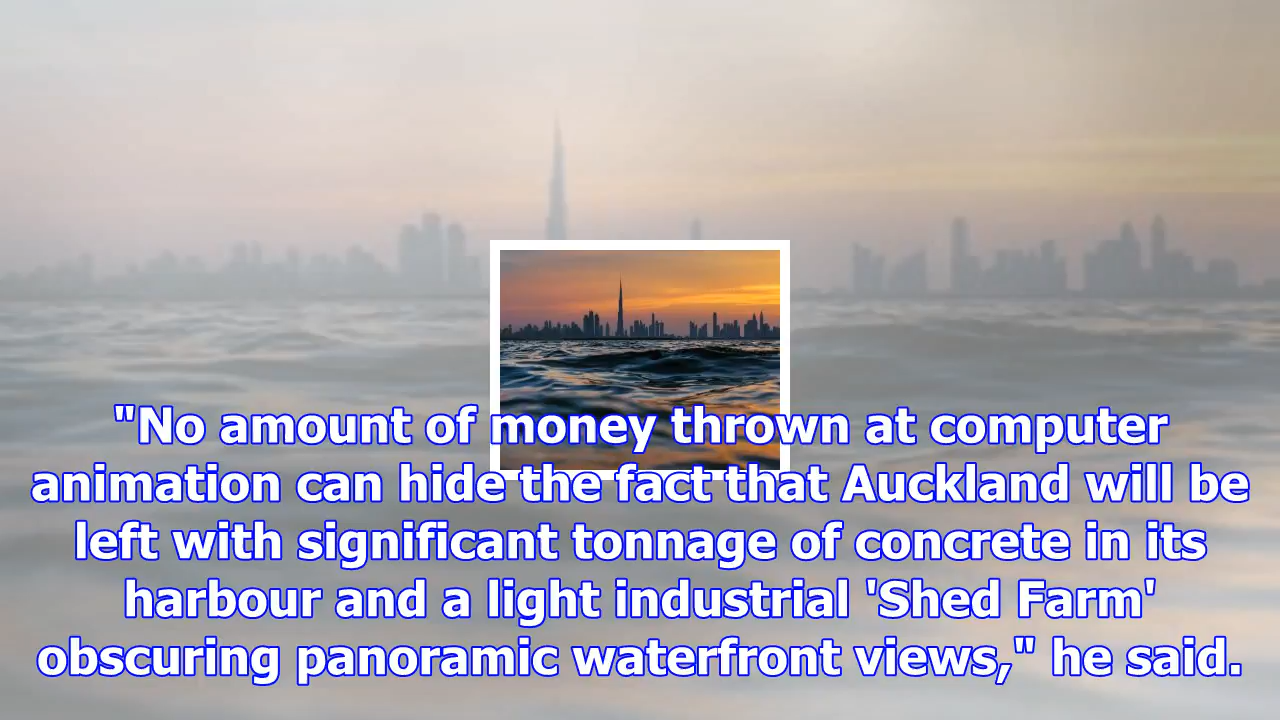 "No amount of money thrown at computer
animation can hide the fact that Auckland will be
left with significant tonnage of concrete in its
harbour and a light industrial 'Shed Farm'
obscuring panoramic waterfront views," he said.